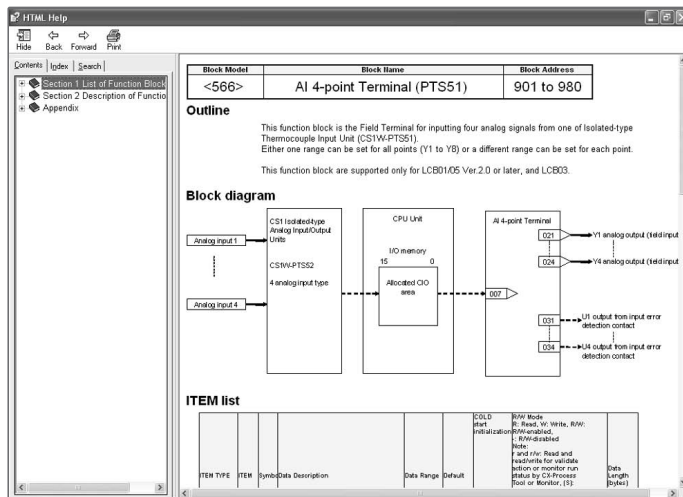 HTML Help
Hide Back Forward Print
Contents Index Search
Section 1 List of Function Block
Section 2 Description of Functio
Appendix
Block Model Block Name Block Address
<566> AI 4-point Terminal (PTS51) 901 to 980
Outline
This function block is the Field Terminal for inputting four analog signals from one of Isolated-type
Thermocouple Input Unit (CS1W-PTS51).
Either one range can be set for all points (Y1 to Y8) or a different range can be set for each point.
This function block are supported only for LCB01/05 Ver.2.0 or later, and LCB03.
Block diagram
CS1 Isolated-type
Analog Input/Output
Units
CS1W-PTS52
4 analog input type
Analog input 1
Analog input 4
CPU Unit
I/O memory
15 0
Allocated CIO
area
AI 4-point Terminal
007
021
Y1 analog output (field input
024
Y4 analog output (field input
031
U1 output from input error
detection contact
034
U4 output from input error
detection contact
ITEM list
ITEM TYPE ITEM Symbo Data Description Data Range Default
COLD
start
initialization
R/W Mode
R: Read, W: Write, R/W:
R/W-enabled,
-: R/W-disabled
Note:
r and r/w: Read and
read/write for validate
action or monitor run
status by CX-Process
Tool or Monitor, (S):
Data
Length
(bytes)